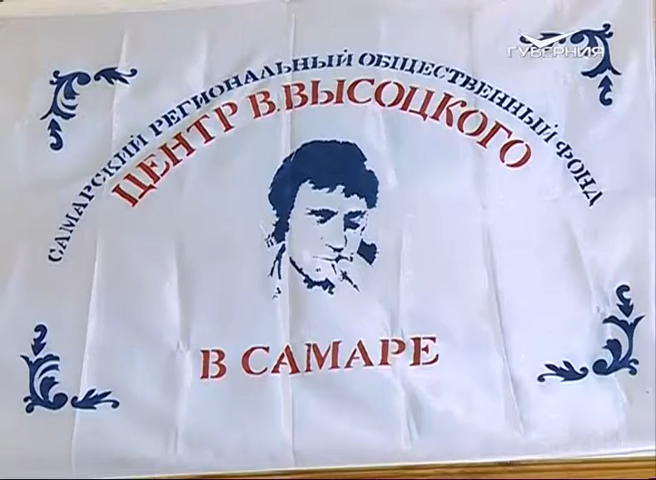 ГУБЕРНИЯ
САМАРСКИЙ РЕГИОНАЛЬНЫЙ ОБЩЕСТВЕННЫЙ ФОНД
ЦЕНТР В.ВЫСОЦКОГО
В САМАРЕ